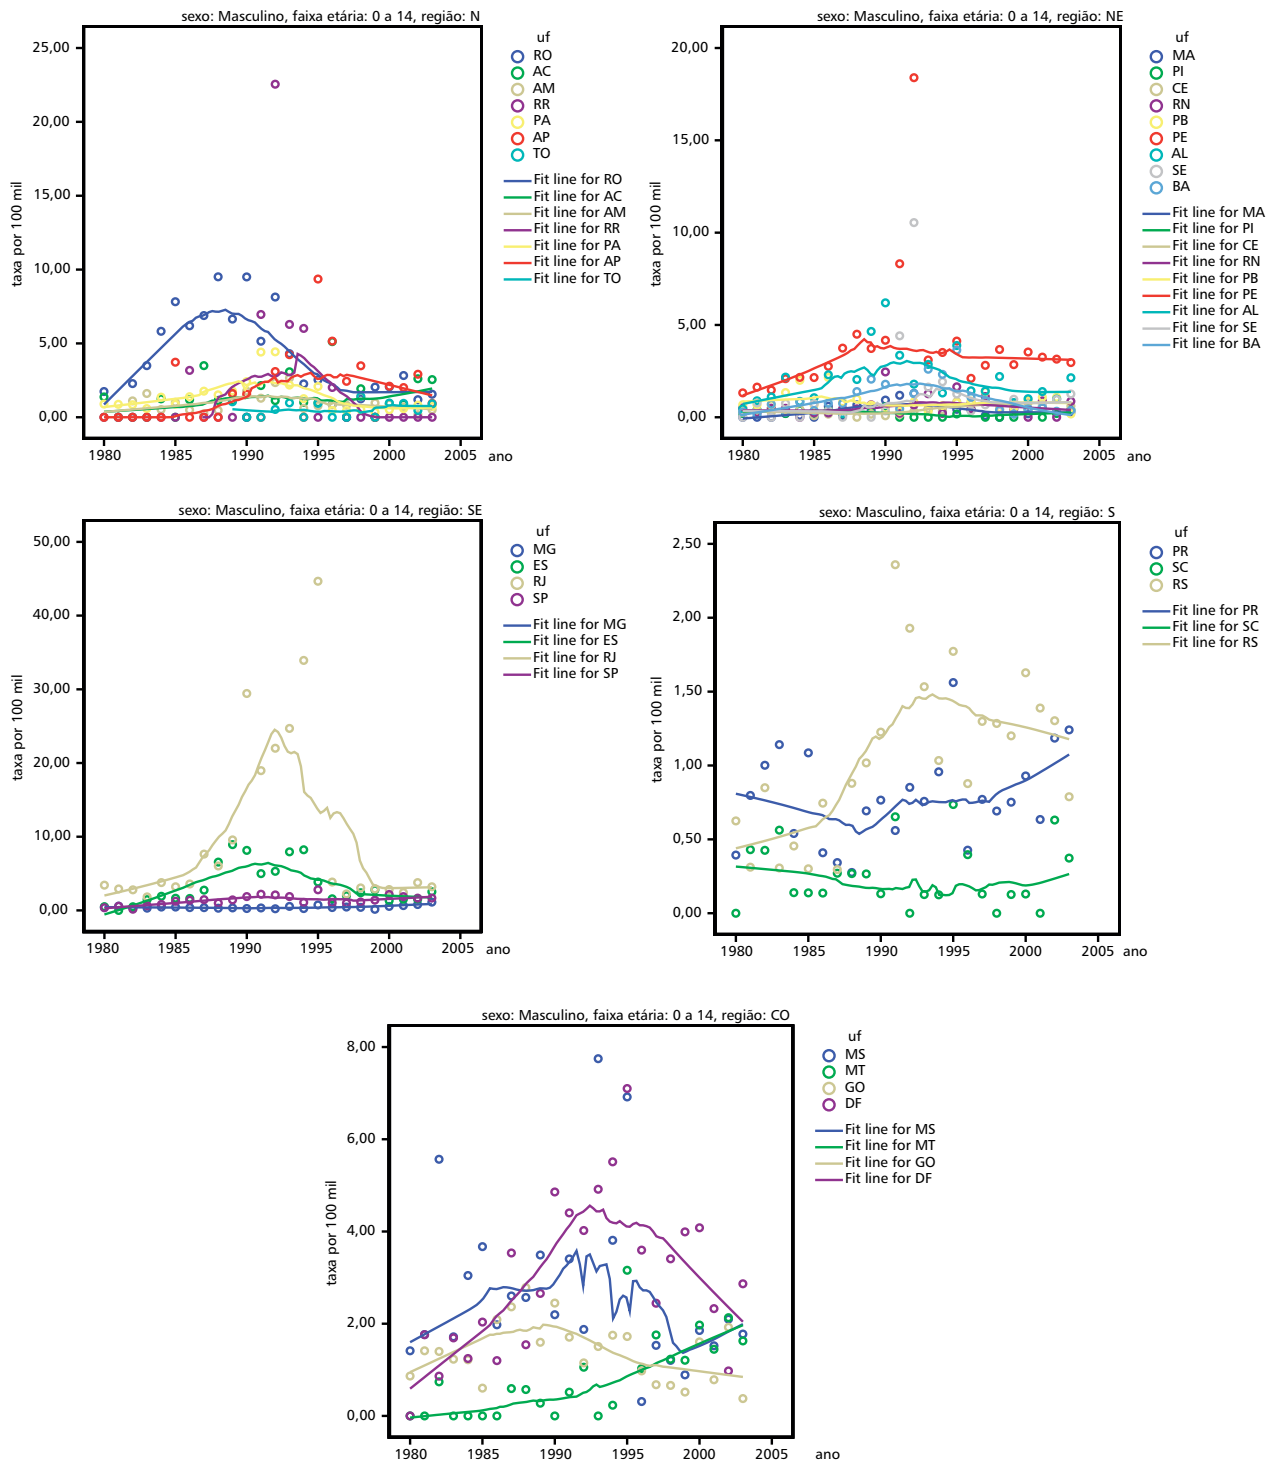 sexo: Masculino, faixa etária: 0 a 14, região: N
taxa por 100 mil
25,00
20,00
15,00
10,00
5,00
0,00
1980 1985 1990 1995 2000 2005 ano
uf
RO
AC
AM
RR
PA
AP
TO
Fit line for RO
Fit line for AC
Fit line for AM
Fit line for RR
Fit line for PA
Fit line for AP
Fit line for TO
sexo: Masculino, faixa etária: 0 a 14, região: NE
taxa por 100 mil
20,00
15,00
10,00
5,00
0,00
1980 1985 1990 1995 2000 2005 ano
uf
MA
PI
CE
RN
PB
PE
AL
SE
BA
Fit line for MA
Fit line for PI
Fit line for CE
Fit line for RN
Fit line for PB
Fit line for PE
Fit line for AL
Fit line for SE
Fit line for BA
sexo: Masculino, faixa etária: 0 a 14, região: SE
taxa por 100 mil
50,00
40,00
30,00
20,00
10,00
0,00
1980 1985 1990 1995 2000 2005 ano
uf
MG
ES
RJ
SP
Fit line for MG
Fit line for ES
Fit line for RJ
Fit line for SP
sexo: Masculino, faixa etária: 0 a 14, região: S
taxa por 100 mil
2,50
2,00
1,50
1,00
0,50
0,00
1980 1985 1990 1995 2000 2005 ano
uf
PR
SC
RS
Fit line for PR
Fit line for SC
Fit line for RS
sexo: Masculino, faixa etária: 0 a 14, região: CO
taxa por 100 mil
8,00
6,00
4,00
2,00
0,00
1980 1985 1990 1995 2000 2005 ano
uf
MS
MT
GO
DF
Fit line for MS
Fit line for MT
Fit line for GO
Fit line for DF